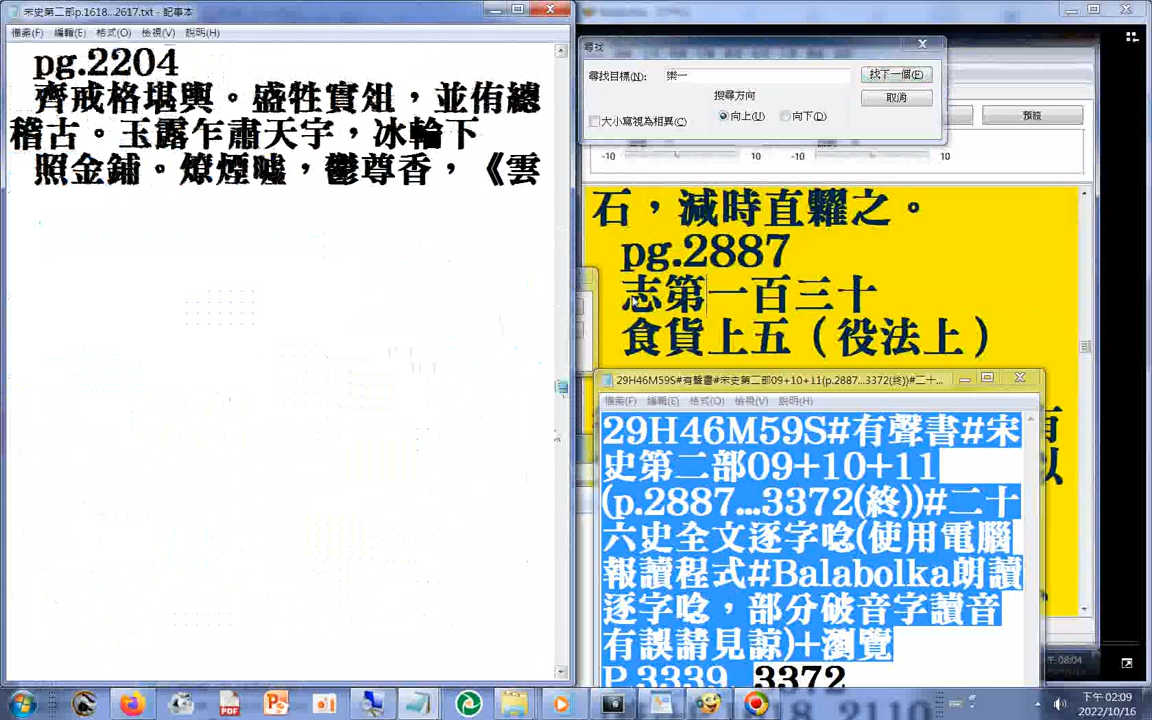 宋史第二部p.1618...2617.txt - 記事本
檔案(F) 編輯(E) 格式(O) 檢視(V) 說明(H)
pg.2204
齊戒格堪輿。盛牲實俎，並侑總
稽古。玉露乍肅天宇，冰輪下
照金鋪。燎煙噓，鬱尊香，《雲
尋找
尋找目標(N): 樂一
找下一個(F)
搜尋方向
取消
大小寫視為相異(C)
向上(U) 向下(D)
預設
-10 10 -10 10
石，減時直糶之。
pg.2887
志第一百三十
食貨上五（役法上）
29H46M59S#有聲書#宋史第二部09+10+11(p.2887...3372(終))#二十...
檔案(F) 編輯(E) 格式(O) 檢視(V) 說明(H)
29H46M59S#有聲書#宋
史第二部09+10+11
(p.2887...3372(終))#二十
六史全文逐字唸(使用電腦
報讀程式#Balabolka朗讀
逐字唸，部分破音字讀音
有誤請見諒)+瀏覽
P.3339...3372
下午 08:04
下午 02:09
2022/10/16